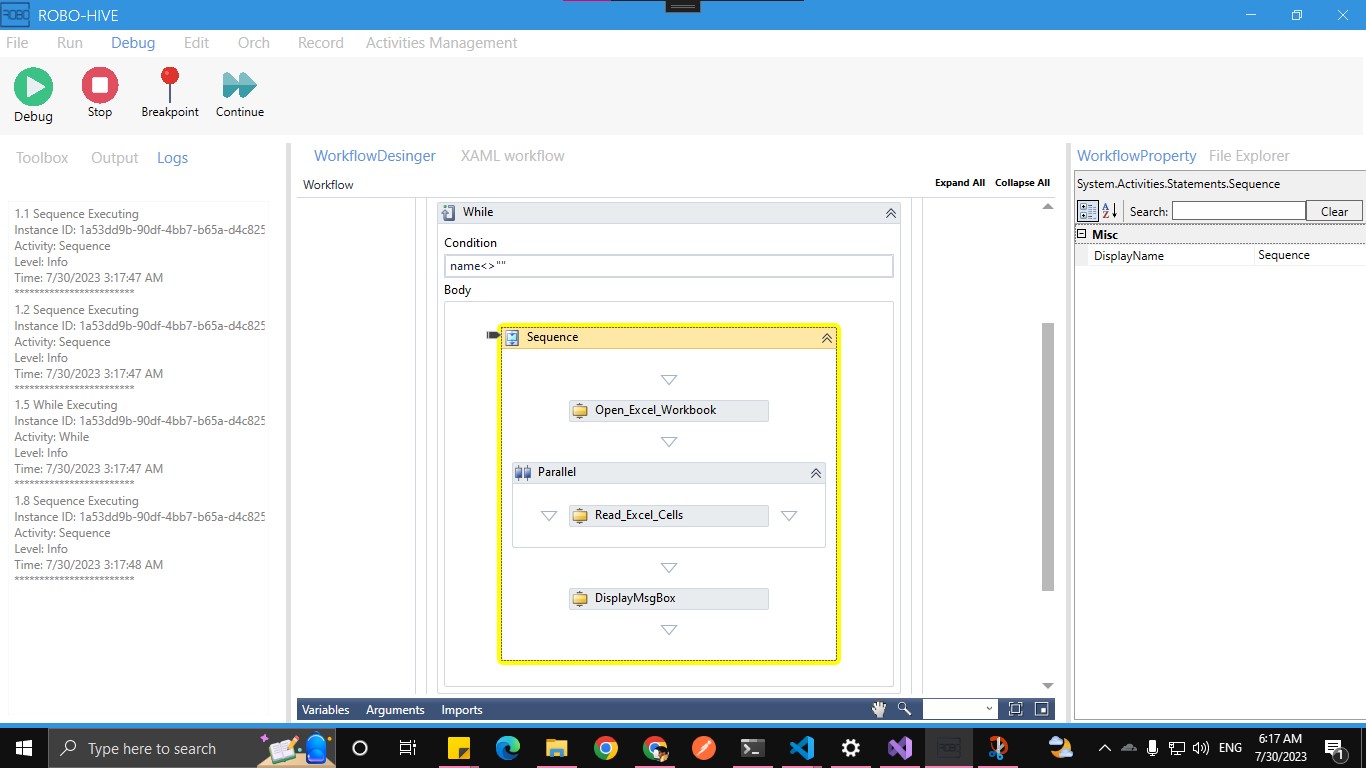 ROBO
ROBO-HIVE
File Run Debug Edit Orch Record Activities Management
Debug Stop Breakpoint Continue
Toolbox Output Logs
1.1 Sequence Executing
Instance ID: 1a53dd9b-90df-4bb7-b65a-d4c825
Activity: Sequence
Level: Info
Time: 7/30/2023 3:17:47 AM
************************
1.2 Sequence Executing
Instance ID: 1a53dd9b-90df-4bb7-b65a-d4c825
Activity: Sequence
Level: Info
Time: 7/30/2023 3:17:47 AM
************************
1.5 While Executing
Instance ID: 1a53dd9b-90df-4bb7-b65a-d4c825
Activity: While
Level: Info
Time: 7/30/2023 3:17:47 AM
************************
1.8 Sequence Executing
Instance ID: 1a53dd9b-90df-4bb7-b65a-d4c825
Activity: Sequence
Level: Info
Time: 7/30/2023 3:17:48 AM
************************
WorkflowDesinger XAML workflow
Workflow
Expand All Collapse All
While
Condition
name<>""
Body
Sequence
Open_Excel_Workbook
Parallel
Read_Excel_Cells
DisplayMsgBox
Variables Arguments Imports
WorkflowProperty File Explorer
System.Activities.Statements.Sequence
A
Z
Search: Clear
Misc
DisplayName Sequence
Type here to search
ROBO
ENG
6:17 AM
7/30/2023
1